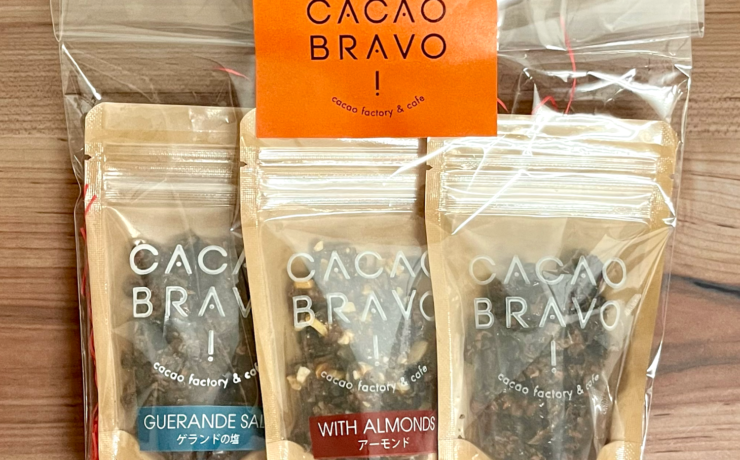 CACAO
BRAVO
!
cacao factory & cafe
CACAO
BRAVO
!
cacao factory & cafe
GUERANDE SAL
ゲランドの塩
CACAO
BRAVO
!
cacao factory & cafe
WITH ALMONDS
アーモンド
CACAO
BRAVO
!
cacao factory & cafe